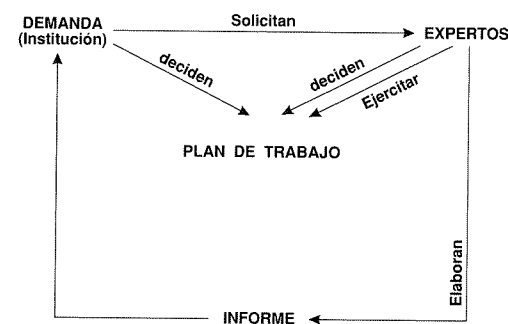 DEMANDA
(Institución)
Solicitan
EXPERTOS
deciden
deciden
Ejercitar
PLAN DE TRABAJO
Elaboran
INFORME